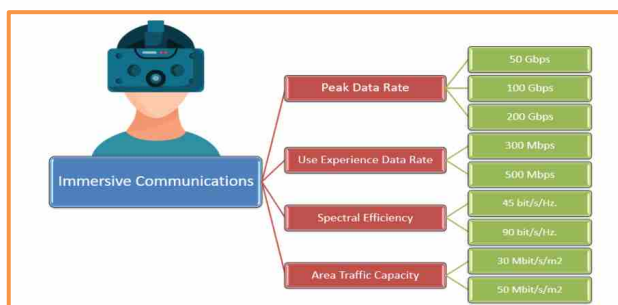 Immersive Communications
Peak Data Rate
50 Gbps
100 Gbps
200 Gbps
Use Experience Data Rate
300 Mbps
500 Mbps
Spectral Efficiency
45 bit/s/Hz.
90 bit/s/Hz.
Area Traffic Capacity
30 Mbit/s/m2
50 Mbit/s/m2